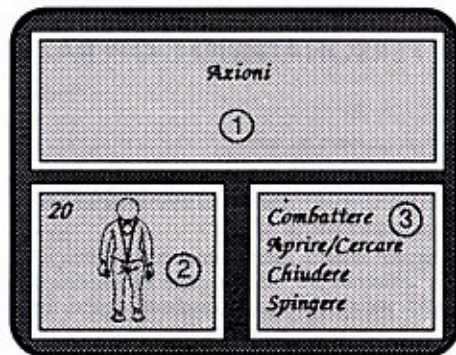 Azioni
1
20
2
Combattere 3
Aprire/Cercare
Chiudere
Spingere